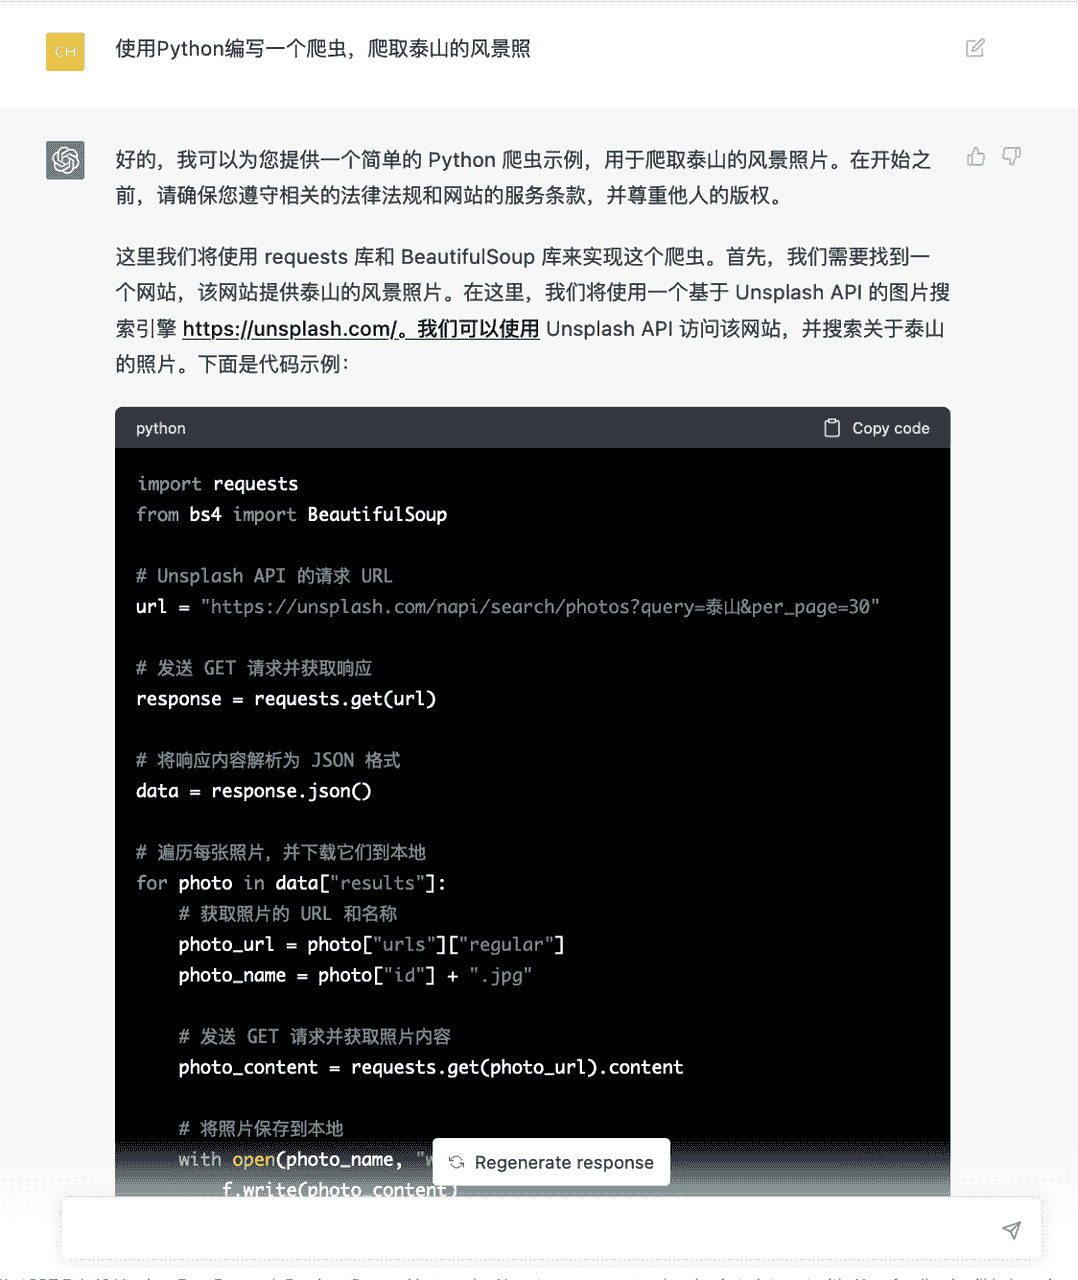 CH
使用Python编写一个爬虫，爬取泰山的风景照
好的，我可以为您提供一个简单的 Python 爬虫示例，用于爬取泰山的风景照片。在开始之
前，请确保您遵守相关的法律法规和网站的服务条款，并尊重他人的版权。
这里我们将使用 requests 库和 BeautifulSoup 库来实现这个爬虫。首先，我们需要找到一
个网站，该网站提供泰山的风景照片。在这里，我们将使用一个基于 Unsplash API 的图片搜
索引擎 https://unsplash.com/。我们可以使用 Unsplash API 访问该网站，并搜索关于泰山
的照片。下面是代码示例：
python Copy code
import requests
from bs4 import BeautifulSoup
# Unsplash API 的请求 URL
url = "https://unsplash.com/napi/search/photos?query=泰山&per_page=30"
# 发送 GET 请求并获取响应
response = requests.get(url)
# 将响应内容解析为 JSON 格式
data = response.json()
# 遍历每张照片，并下载它们到本地
for photo in data["results"]:
# 获取照片的 URL 和名称
photo_url = photo["urls"]["regular"]
photo_name = photo["id"] + ".jpg"
# 发送 GET 请求并获取照片内容
photo_content = requests.get(photo_url).content
# 将照片保存到本地
with open(photo_name, "
Regenerate response
f.write(photo_content)